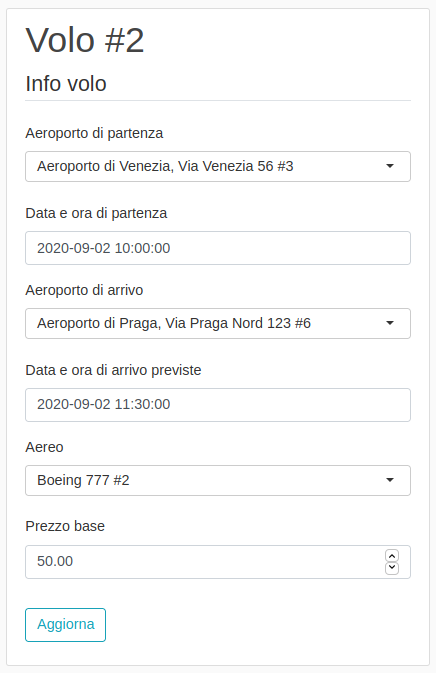 Volo #2
Info volo
Aeroporto di partenza
Aeroporto di Venezia, Via Venezia 56 #3
Data e ora di partenza
2020-09-02 10:00:00
Aeroporto di arrivo
Aeroporto di Praga, Via Praga Nord 123 #6
Data e ora di arrivo previste
2020-09-02 11:30:00
Aereo
Boeing 777 #2
Prezzo base
50.00
Aggiorna